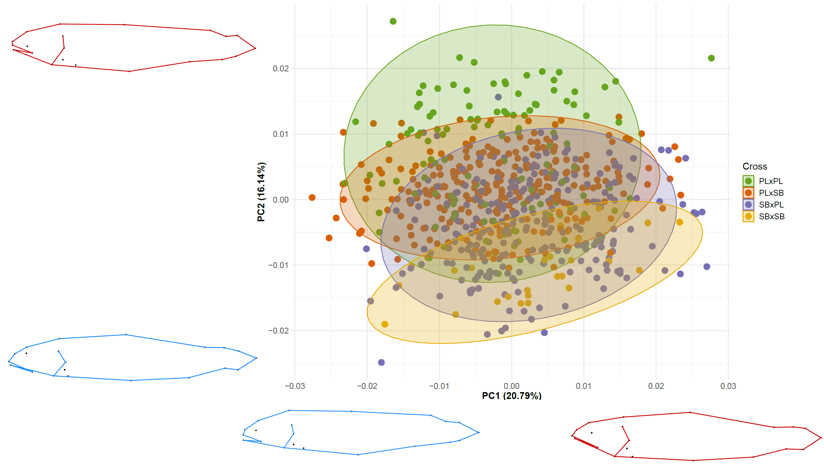 0.02
0.01
0.00
−0.01
−0.02
PC2 (16.14%)
−0.03
−0.02
−0.01
0.00
0.01
0.02
0.03
PC1 (20.79%)
Cross
PLxPL
PLxSB
SBxPL
SBxSB